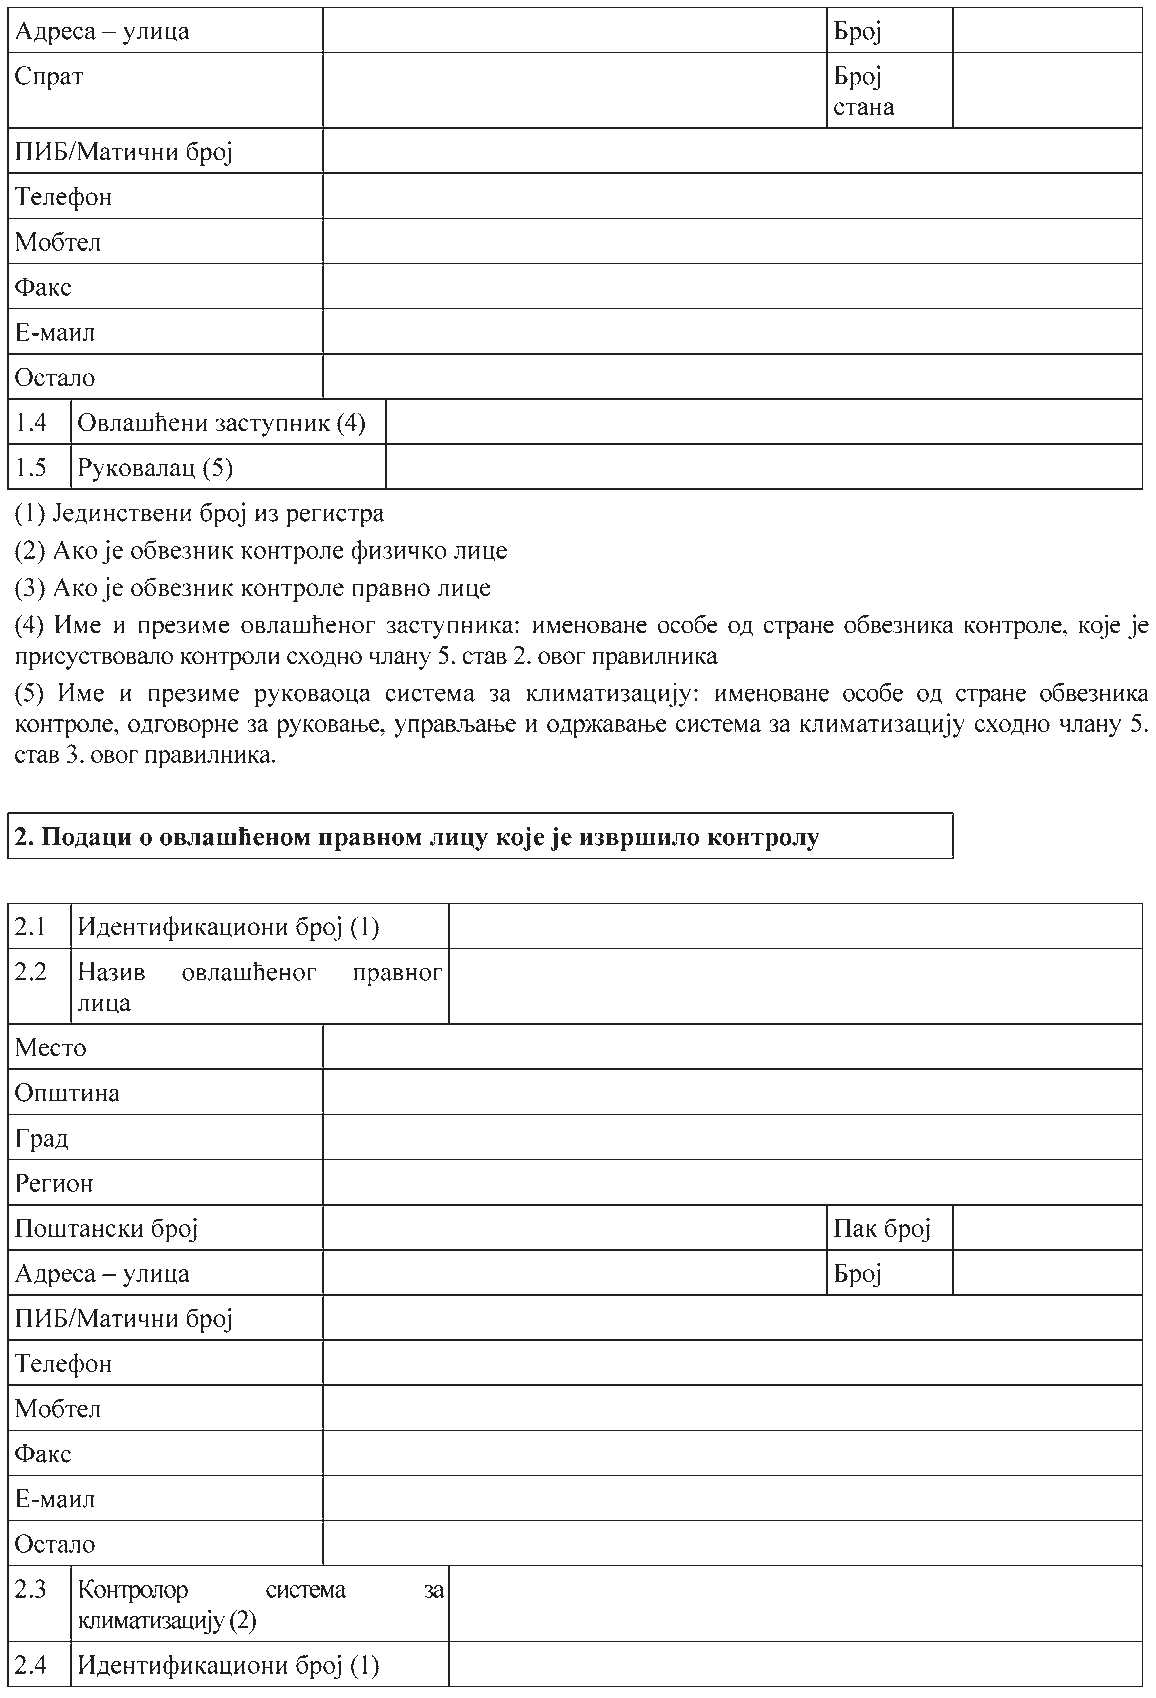 Адреса – улица Број
Спрат Број
стана
ПИБ/Матични број
Телефон
Мобтел
Факс
Е-маил
Остало
1.4 Овлашћени заступник (4)
1.5 Руковалац (5)
(1) Јединствени број из регистра
(2) Ако је обвезник контроле физичко лице
(3) Ако је обвезник контроле правно лице
(4) Име и презиме овлашћеног заступника: именоване особе од стране обвезника контроле, које је
присуствовало контроли сходно члану 5. став 2. овог правилника
(5) Име и презиме руковаоца система за климатизацију: именоване особе од стране обвезника
контроле, одговорне за руковање, управљање и одржавање система за климатизацију сходно члану 5.
став 3. овог правилника.
2. Подаци о овлашћеном правном лицу које је извршило контролу
2.1 Идентификациони број (1)
2.2 Назив овлашћеног правног
лица
Место
Општина
Град
Регион
Поштански број Пак број
Адреса – улица Број
ПИБ/Матични број
Телефон
Мобтел
Факс
Е-маил
Остало
2.3 Контролор система за
климатизацију (2)
2.4 Идентификациони број (1)